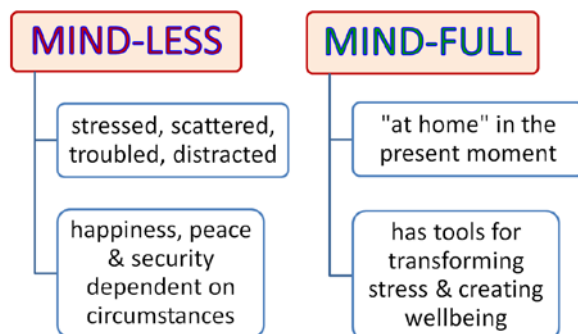 MIND-LESS
stressed, scattered,
troubled, distracted
happiness, peace
& security
dependent on
circumstances
MIND-FULL
"at home" in the
present moment
has tools for
transforming
stress & creating
wellbeing